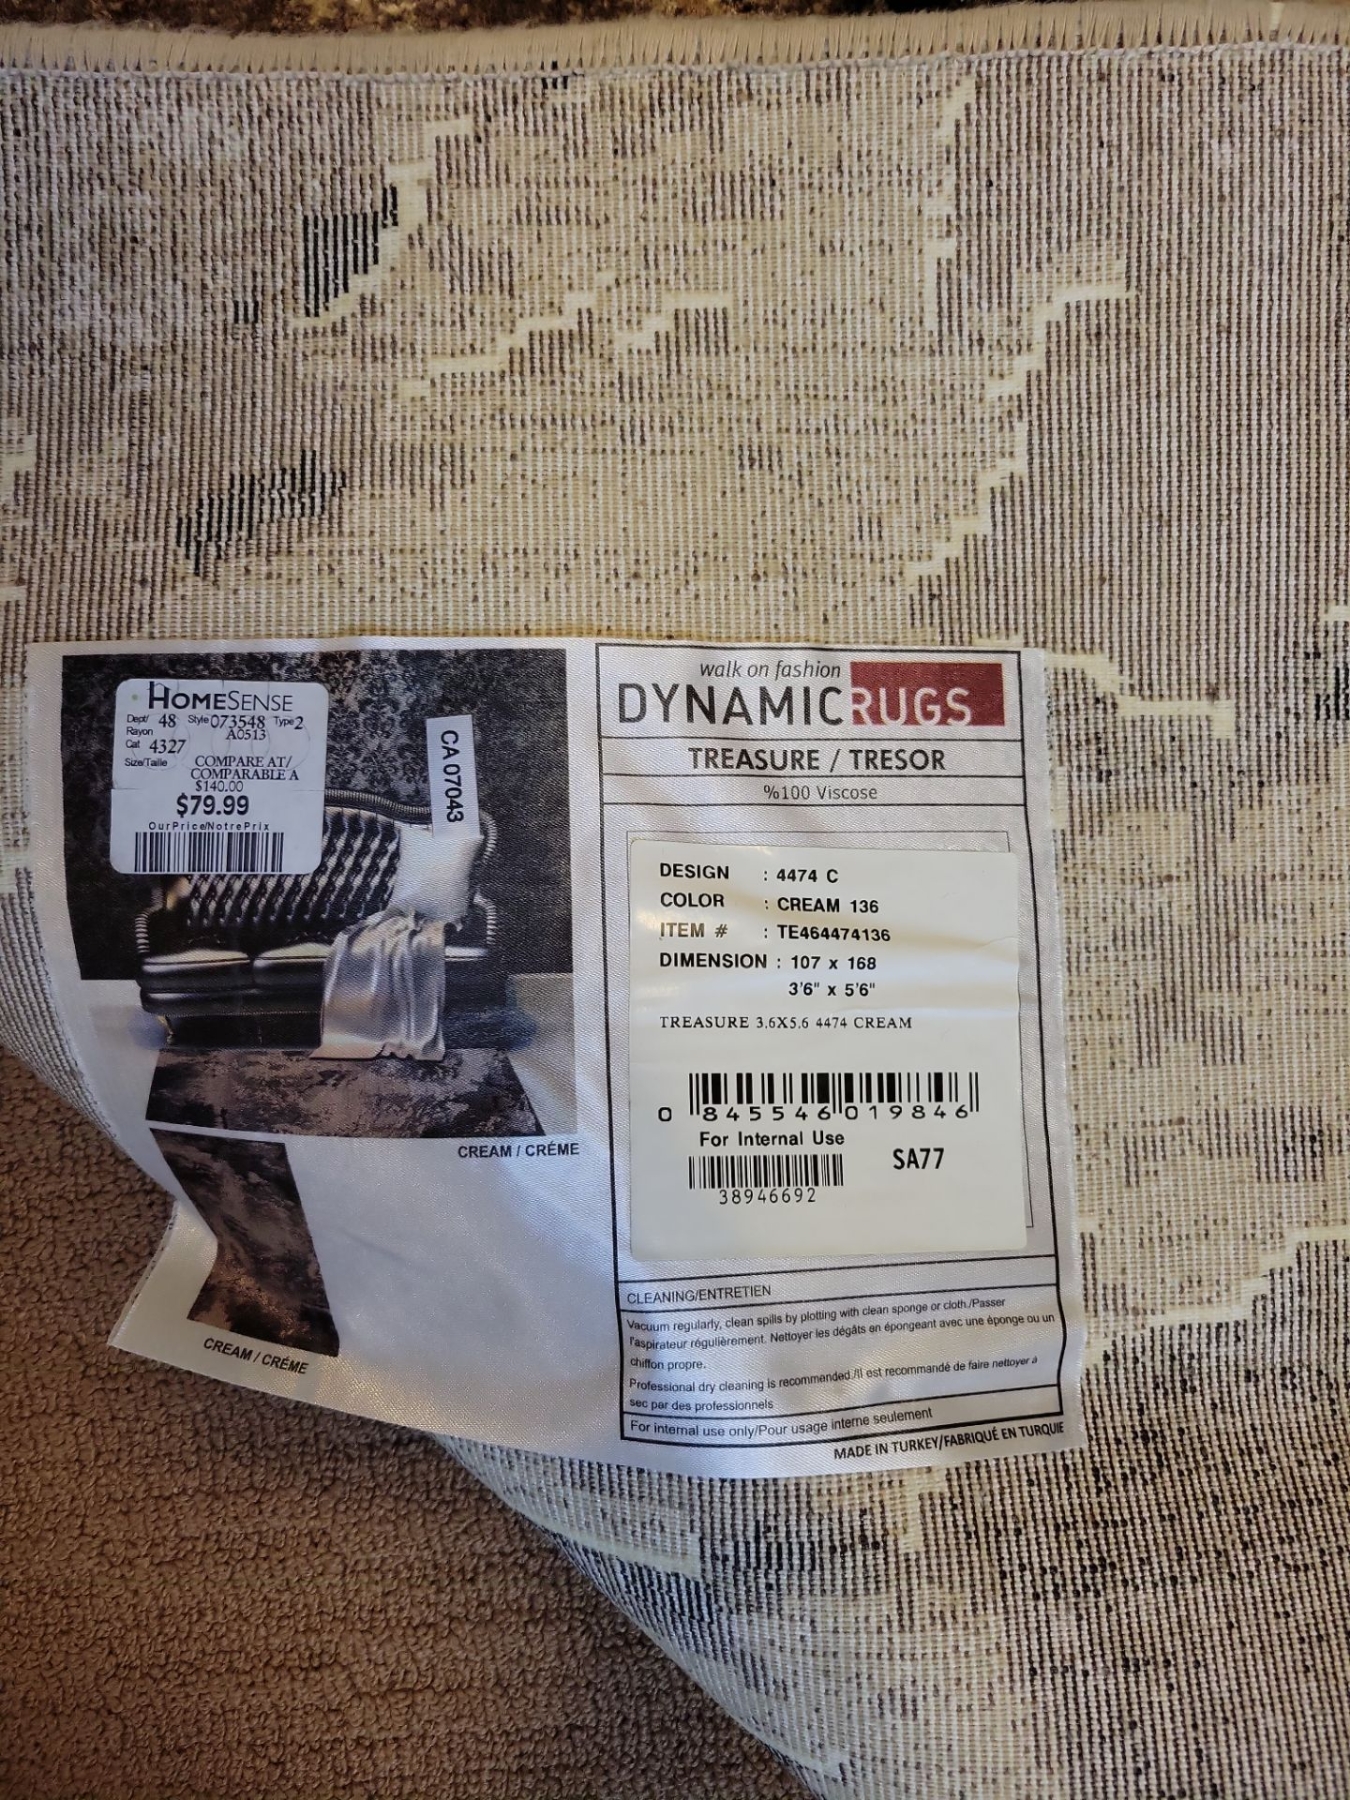 HOMESENSE
Dept/ 48 Style 073548 Type 2
Rayon A0513
Cat 4327
Size/Taille COMPARE AT/
COMPARABLE A
$140.00
$79.99
Our Price/Notre Prix
CA 07043
CREAM / CRÉME
CREAM / CRÉME
walk on fashion
DYNAMICRUGS
TREASURE / TRESOR
%100 Viscose
DESIGN : 4474 C
COLOR : CREAM 136
ITEM # : TE464474136
DIMENSION : 107 x 168
3'6" x 5'6"
TREASURE 3.6X5.6 4474 CREAM
0 845546 019846
For Internal Use
SA77
38946692
CLEANING/ENTRETIEN
Vacuum regularly, clean spills by plotting with clean sponge or cloth./Passer
l'aspirateur régulièrement. Nettoyer les dégâts en épongeant avec une éponge ou un
chiffon propre.
Professional dry cleaning is recommended./Il est recommandé de faire nettoyer à
sec par des professionnels
For internal use only/Pour usage interne seulement
MADE IN TURKEY/FABRIQUÉ EN TURQUIE